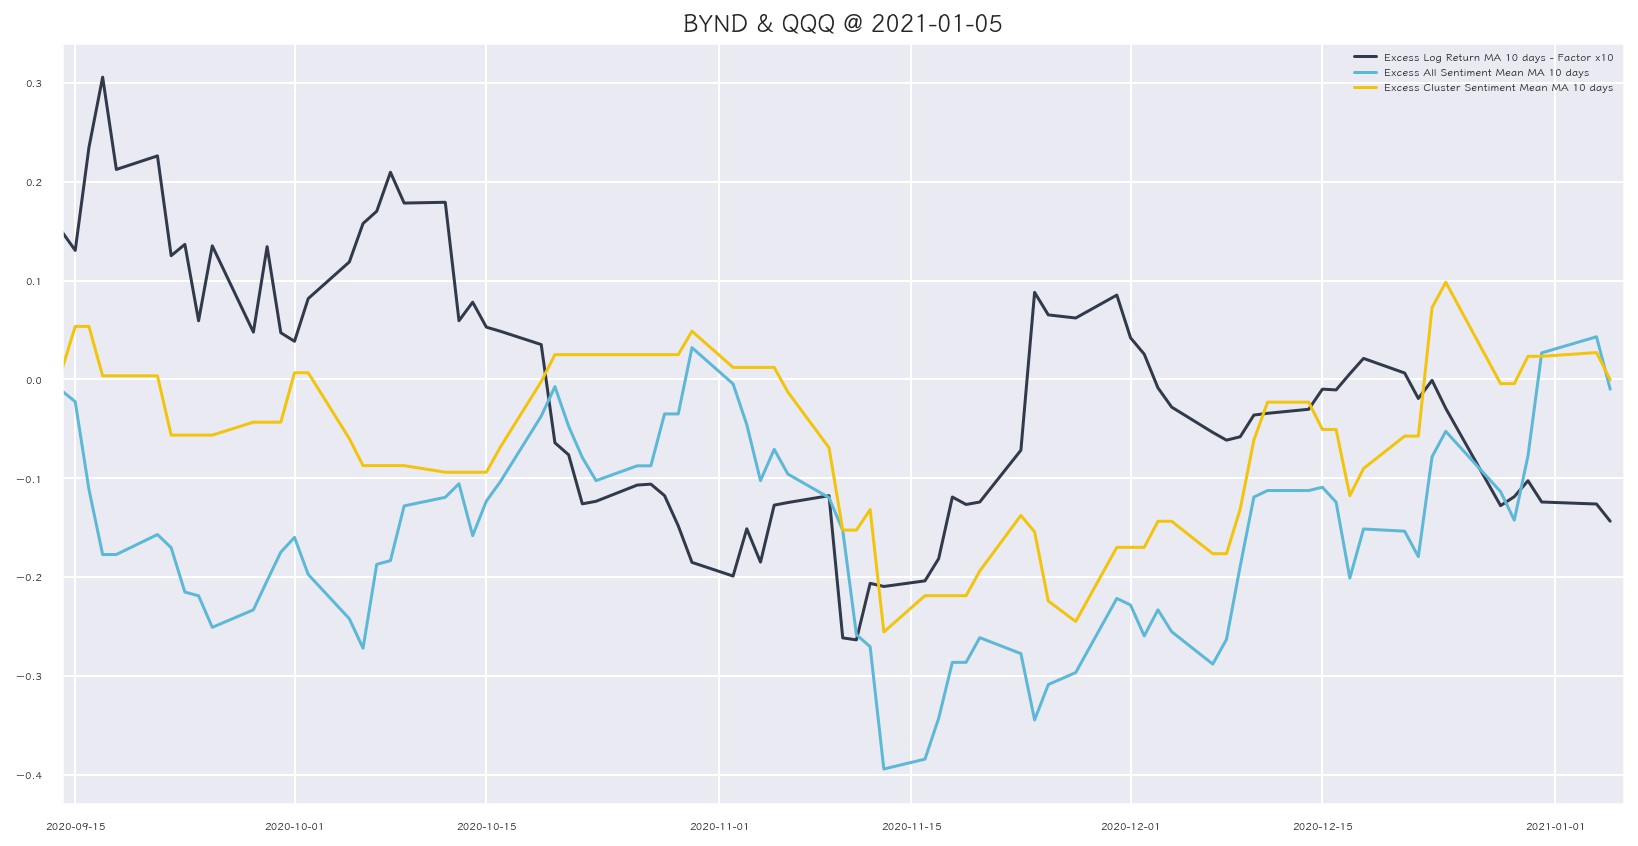 BYND & QQQ @ 2021-01-05
Excess Log Return MA 10 days - Factor x10
Excess All Sentiment Mean MA 10 days
Excess Cluster Sentiment Mean MA 10 days
0.3
0.2
0.1
0.0
−0.1
−0.2
−0.3
−0.4
2020-09-15 2020-10-01 2020-10-15 2020-11-01 2020-11-15 2020-12-01 2020-12-15 2021-01-01